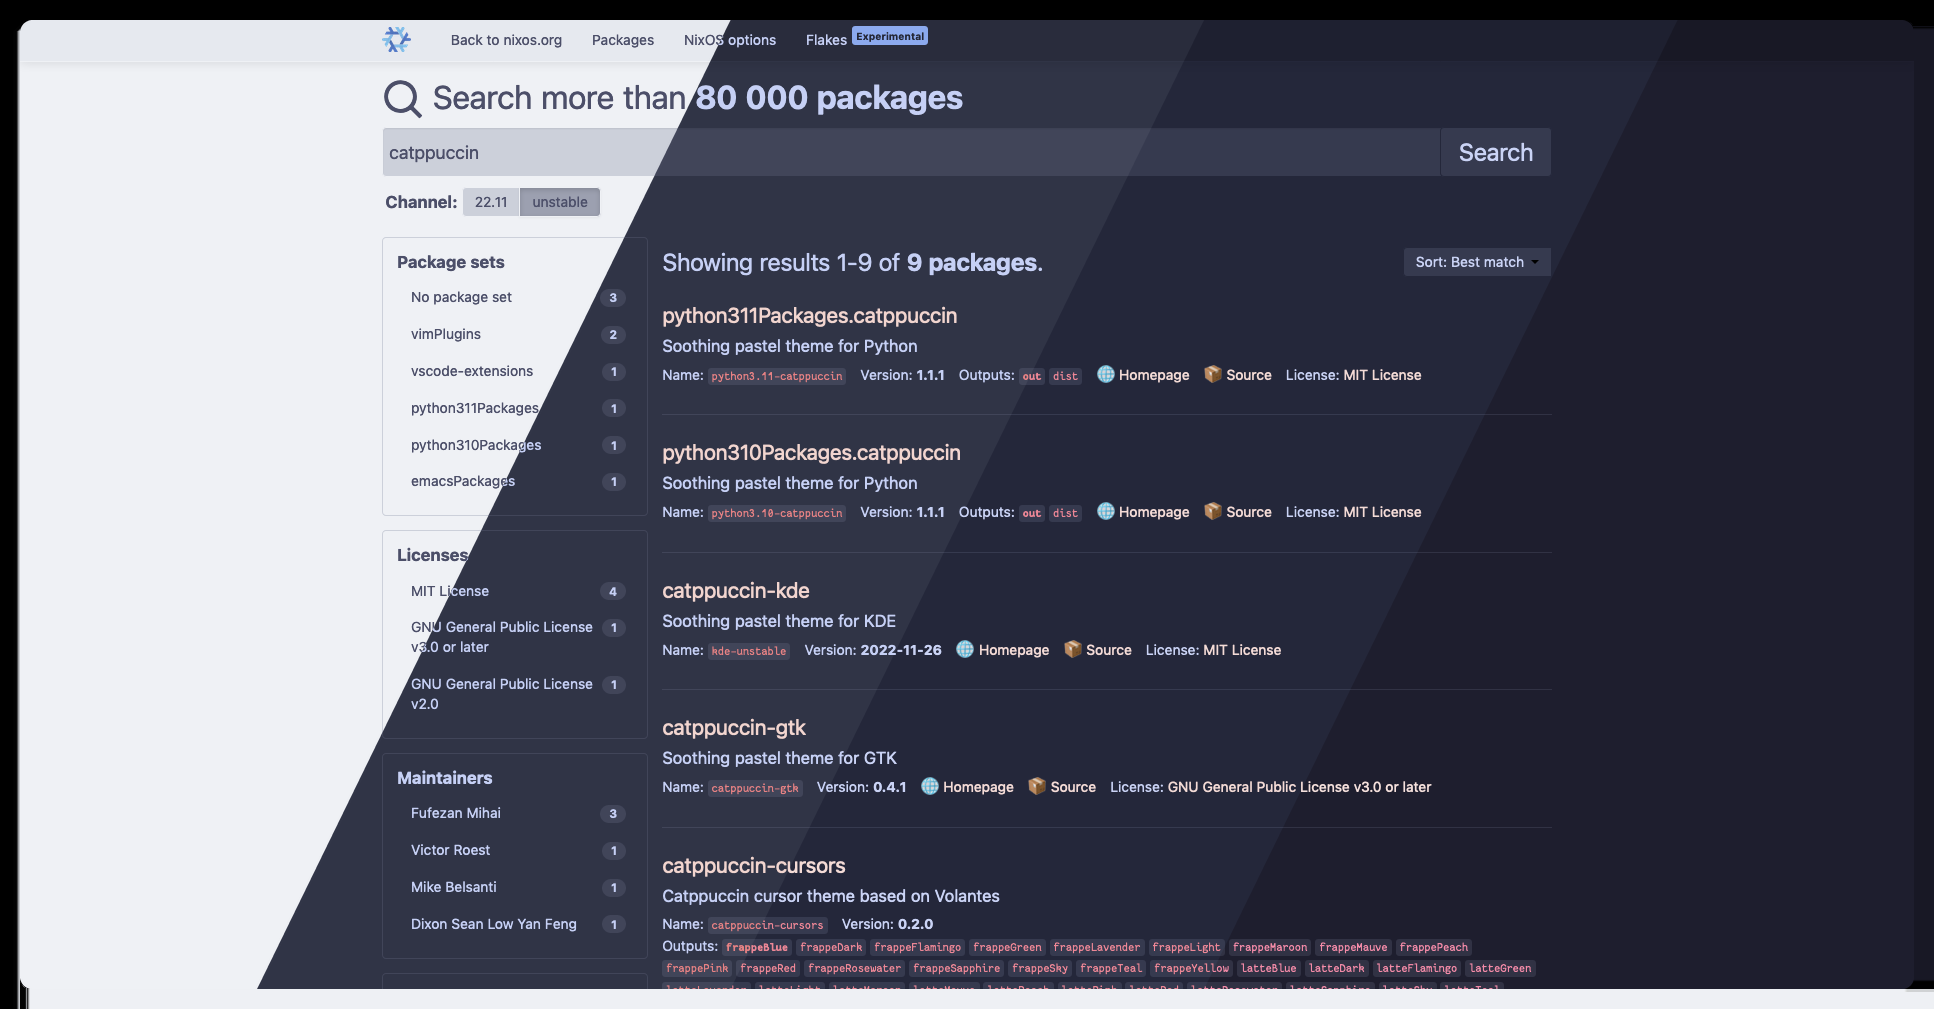 Back to nixos.org Packages NixOS options Flakes Experimental
Search more than 80 000 packages
catppuccin Search
Channel: 22.11 unstable
Package sets
No package set 3
vimPlugins 2
vscode-extensions 1
python311Packages 1
python310Packages 1
emacsPackages 1
Licenses
MIT License 4
GNU General Public License v3.0 or later 1
GNU General Public License v2.0 1
Maintainers
Fufezan Mihai 3
Victor Roest 1
Mike Belsanti 1
Dixon Sean Low Yan Feng 1
Showing results 1-9 of 9 packages.
Sort: Best match
python311Packages.catppuccin
Soothing pastel theme for Python
Name: python3.11-catppuccin Version: 1.1.1 Outputs: out dist 🌐 Homepage 📦 Source License: MIT License
python310Packages.catppuccin
Soothing pastel theme for Python
Name: python3.10-catppuccin Version: 1.1.1 Outputs: out dist 🌐 Homepage 📦 Source License: MIT License
catppuccin-kde
Soothing pastel theme for KDE
Name: kde-unstable Version: 2022-11-26 🌐 Homepage 📦 Source License: MIT License
catppuccin-gtk
Soothing pastel theme for GTK
Name: catppuccin-gtk Version: 0.4.1 🌐 Homepage 📦 Source License: GNU General Public License v3.0 or later
catppuccin-cursors
Catppuccin cursor theme based on Volantes
Name: catppuccin-cursors Version: 0.2.0
Outputs: frappeBlue frappeDark frappeFlamingo frappeGreen frappeLavender frappeLight frappeMaroon frappeMauve frappePeach
frappePink frappeRed frappeRosewater frappeSapphire frappeSky frappeTeal frappeYellow latteBlue latteDark latteFlamingo latteGreen